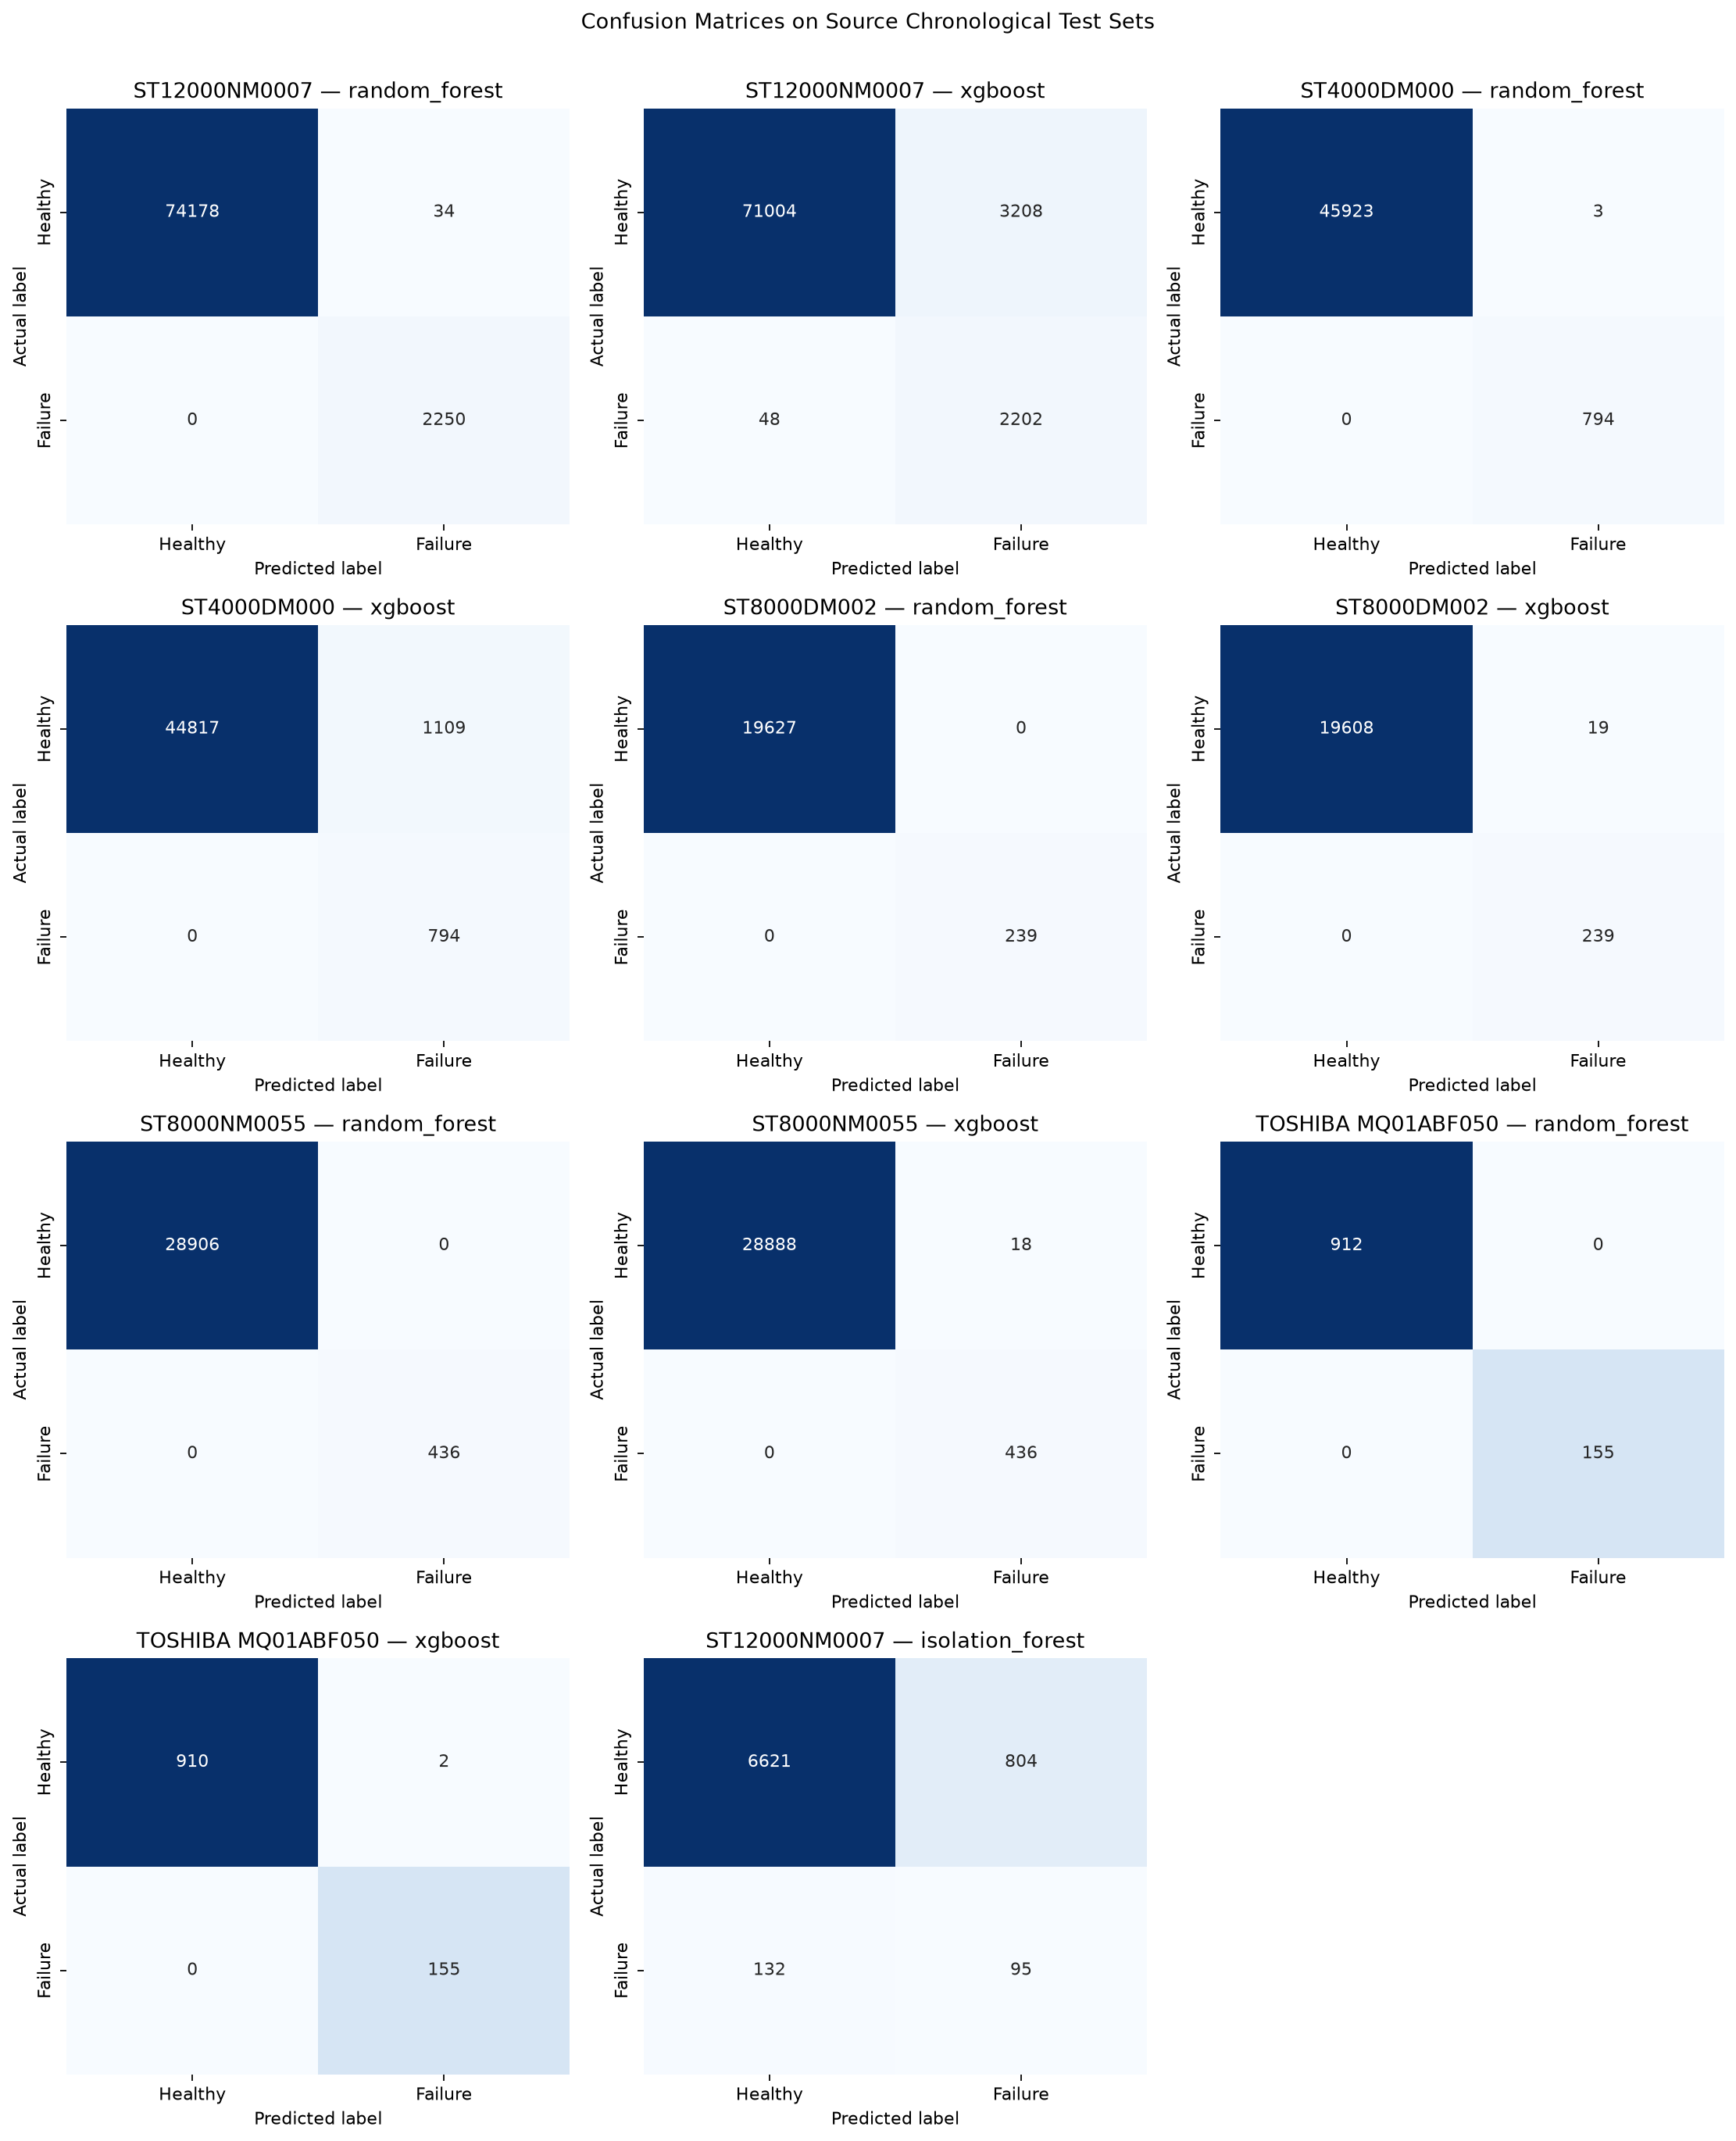 Confusion Matrices on Source Chronological Test Sets
ST12000NM0007 — random_forest
Actual label
Healthy
Failure
74178 34
0 2250
Healthy Failure
Predicted label
ST12000NM0007 — xgboost
Actual label
Healthy
Failure
71004 3208
48 2202
Healthy Failure
Predicted label
ST4000DM000 — random_forest
Actual label
Healthy
Failure
45923 3
0 794
Healthy Failure
Predicted label
ST4000DM000 — xgboost
Actual label
Healthy
Failure
44817 1109
0 794
Healthy Failure
Predicted label
ST8000DM002 — random_forest
Actual label
Healthy
Failure
19627 0
0 239
Healthy Failure
Predicted label
ST8000DM002 — xgboost
Actual label
Healthy
Failure
19608 19
0 239
Healthy Failure
Predicted label
ST8000NM0055 — random_forest
Actual label
Healthy
Failure
28906 0
0 436
Healthy Failure
Predicted label
ST8000NM0055 — xgboost
Actual label
Healthy
Failure
28888 18
0 436
Healthy Failure
Predicted label
TOSHIBA MQ01ABF050 — random_forest
Actual label
Healthy
Failure
912 0
0 155
Healthy Failure
Predicted label
TOSHIBA MQ01ABF050 — xgboost
Actual label
Healthy
Failure
910 2
0 155
Healthy Failure
Predicted label
ST12000NM0007 — isolation_forest
Actual label
Healthy
Failure
6621 804
132 95
Healthy Failure
Predicted label